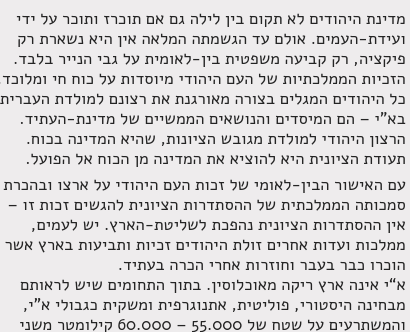 מדינת היהודים לא תקום בין לילה גם אם תוכרז ותוכר על ידי
ועידת-העמים. אולם עד הגשמתה המלאה אין היא נשארת רק
פיקציה, רק קביעה משפטית בין-לאומית על גבי הנייר בלבד.
הזכיות הממלכתיות של העם היהודי מיוסדות על כוח חי ומלוכד.
כל היהודים המגלים בצורה מאורגנת את רצונם למולדת העברית
בא"י – הם המיסדים והנושאים הממשיים של מדינת-העתיד.
הרצון היהודי למולדת מגובש הציונות, שהיא המדינה בכוח.
תעודת הציונית היא להוציא את המדינה מן הכוח אל הפועל.
עם האישור הבין-לאומי של זכות העם היהודי על ארצו ובהכרת
סמכותה הממלכתית של ההסתדרות הציונית להגשים זכות זו –
אין ההסתדרות הציונית נהפכת לשליטת-הארץ. יש לעמים,
ממלכות ועדות אחרים זולת היהודים זכיות ותביעות בארץ אשר
הוכרו כבר בעבר וחוזרות אחרי הכרה בעתיד.
א"י אינה ארץ ריקה מאוכלוסין. בתוך התחומים שיש לראותם
מבחינה היסטורי, פוליטית, אתנוגרפית ומשקית כגבולי א"י,
והמשתרעים על שטח של 55.000 – 60.000 קילומטר משני